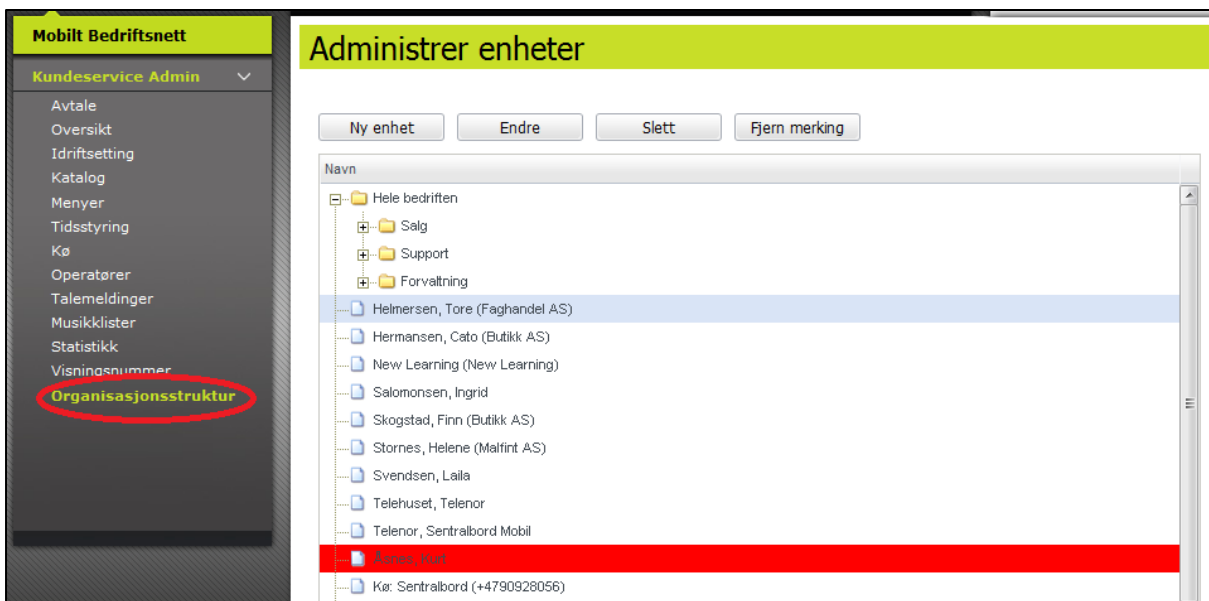 Mobilt Bedriftsnett
Kundeservice Admin
Avtale
Oversikt
Idriftsetting
Katalog
Menyer
Tidsstyring
Kø
Operatører
Talemeldinger
Musikklister
Statistikk
Visningsnummer
Organisasjonsstruktur
Administrer enheter
Ny enhet Endre Slett Fjern merking
Navn
Hele bedriften
Salg
Support
Forvaltning
Helmersen, Tore (Faghandel AS)
Hermansen, Cato (Butikk AS)
New Learning (New Learning)
Salomonsen, Ingrid
Skogstad, Finn (Butikk AS)
Stornes, Helene (Malfint AS)
Svendsen, Laila
Telehuset, Telenor
Telenor, Sentralbord Mobil
Åsnes, Kurt
Kø: Sentralbord (+4790928056)